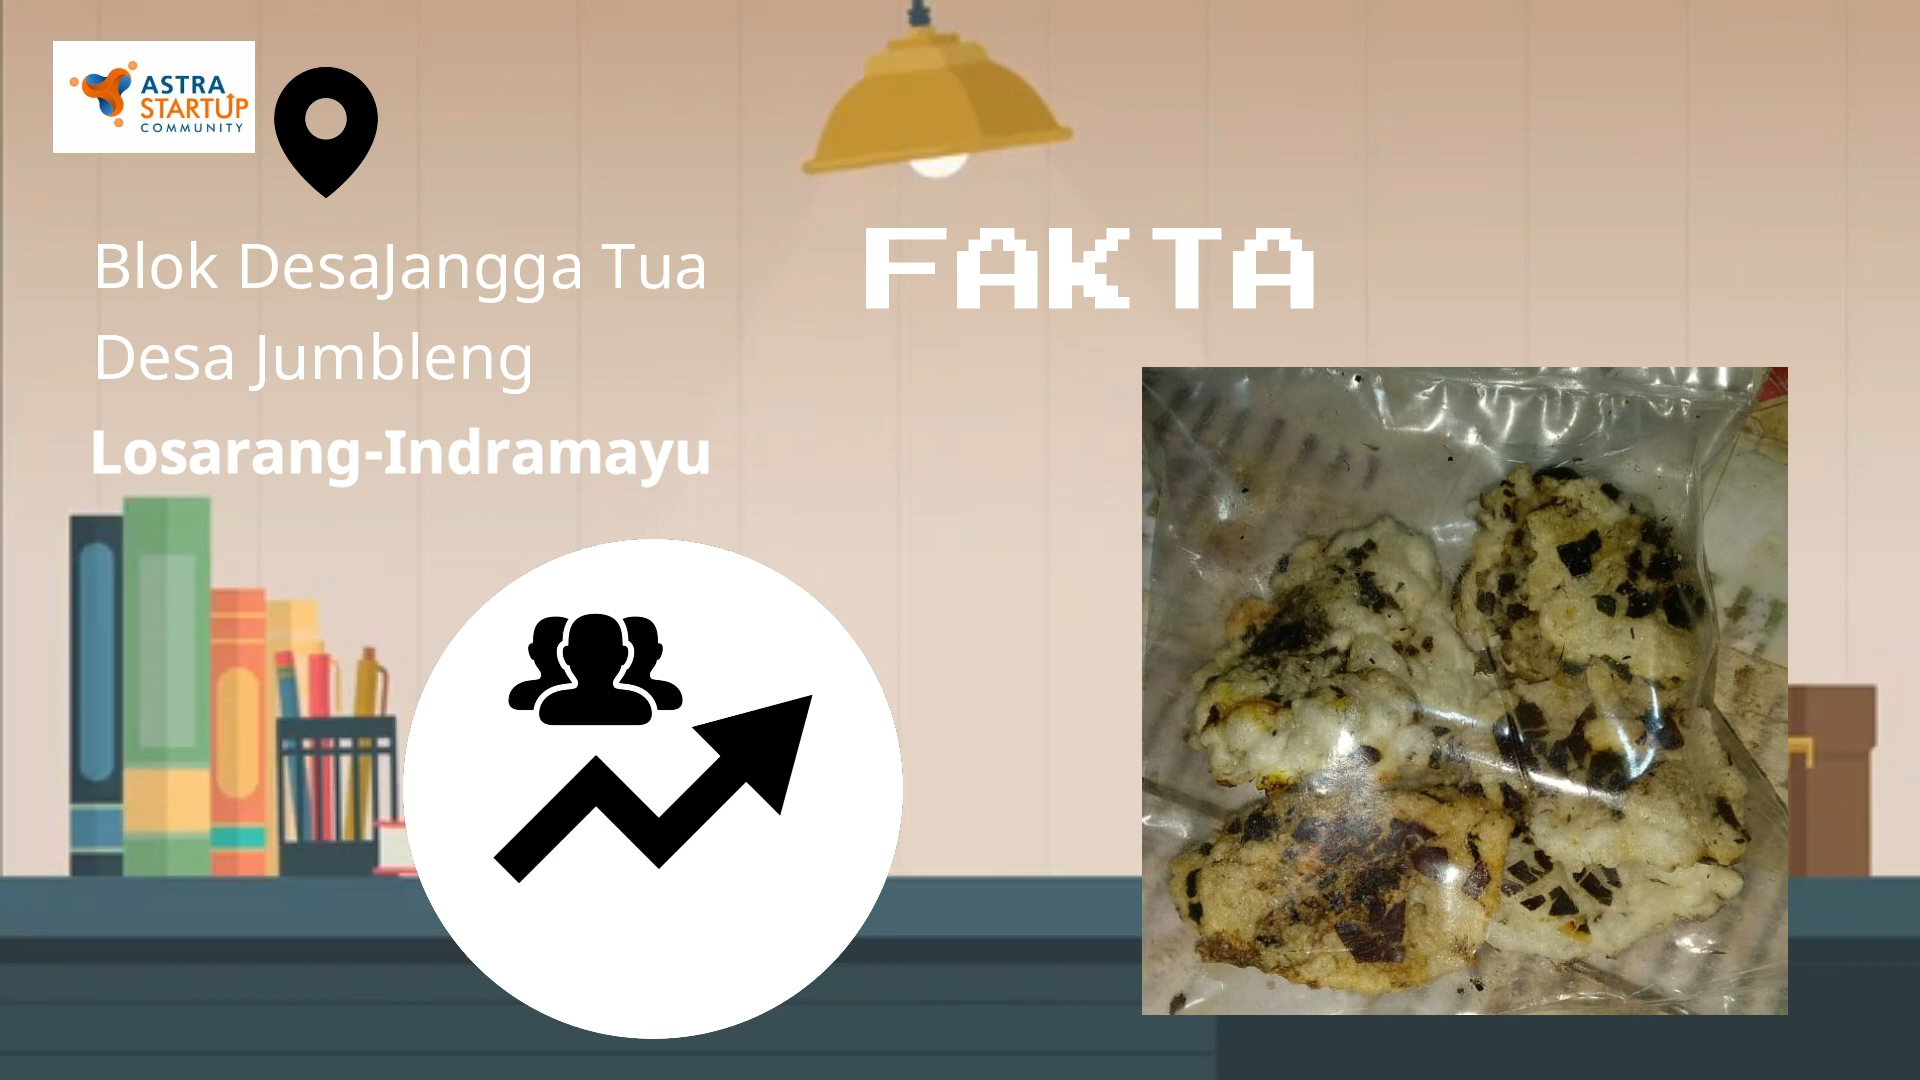 ASTRA
STARTUP
COMMUNITY
Blok DesaJangga Tua
Desa Jumbleng
Losarang-Indramayu
FAKTA